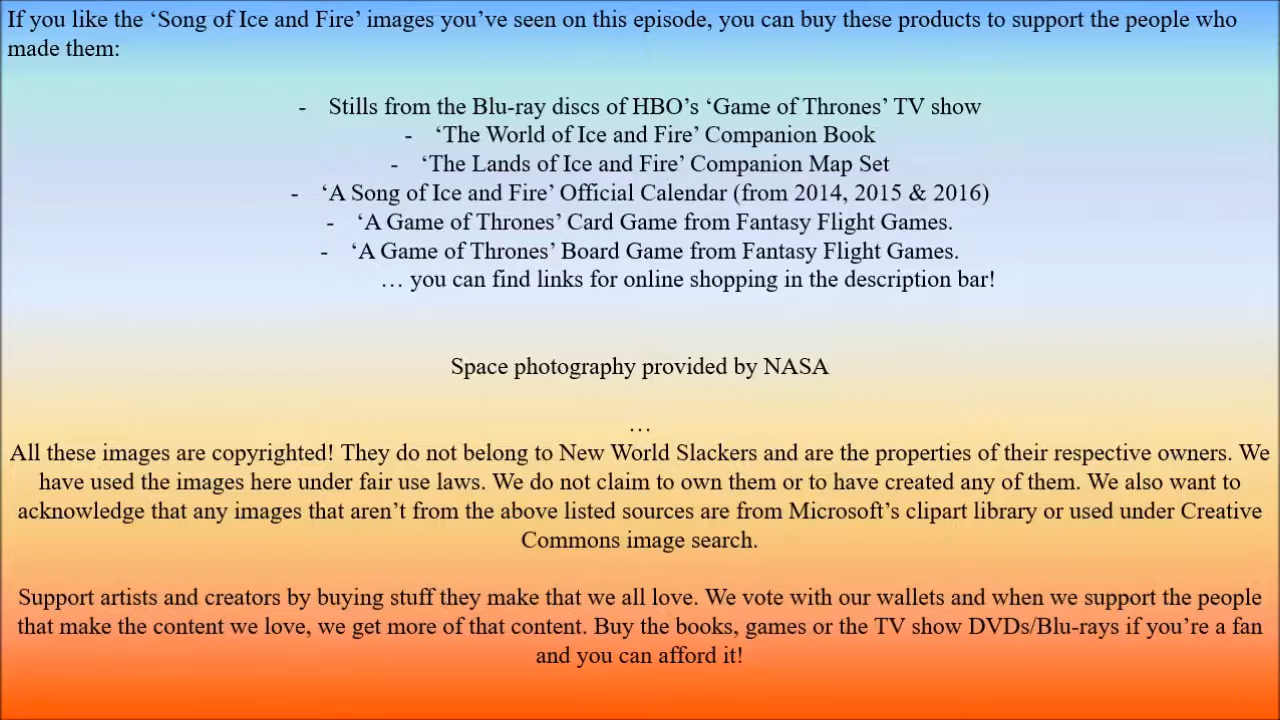 If you like the ‘Song of Ice and Fire’ images you’ve seen on this episode, you can buy these products to support the people who
made them:
- Stills from the Blu-ray discs of HBO’s ‘Game of Thrones’ TV show
- ‘The World of Ice and Fire’ Companion Book
- ‘The Lands of Ice and Fire’ Companion Map Set
- ‘A Song of Ice and Fire’ Official Calendar (from 2014, 2015 & 2016)
- ‘A Game of Thrones’ Card Game from Fantasy Flight Games.
- ‘A Game of Thrones’ Board Game from Fantasy Flight Games.
… you can find links for online shopping in the description bar!
Space photography provided by NASA
…
All these images are copyrighted! They do not belong to New World Slackers and are the properties of their respective owners. We
have used the images here under fair use laws. We do not claim to own them or to have created any of them. We also want to
acknowledge that any images that aren’t from the above listed sources are from Microsoft’s clipart library or used under Creative
Commons image search.
Support artists and creators by buying stuff they make that we all love. We vote with our wallets and when we support the people
that make the content we love, we get more of that content. Buy the books, games or the TV show DVDs/Blu-rays if you’re a fan
and you can afford it!